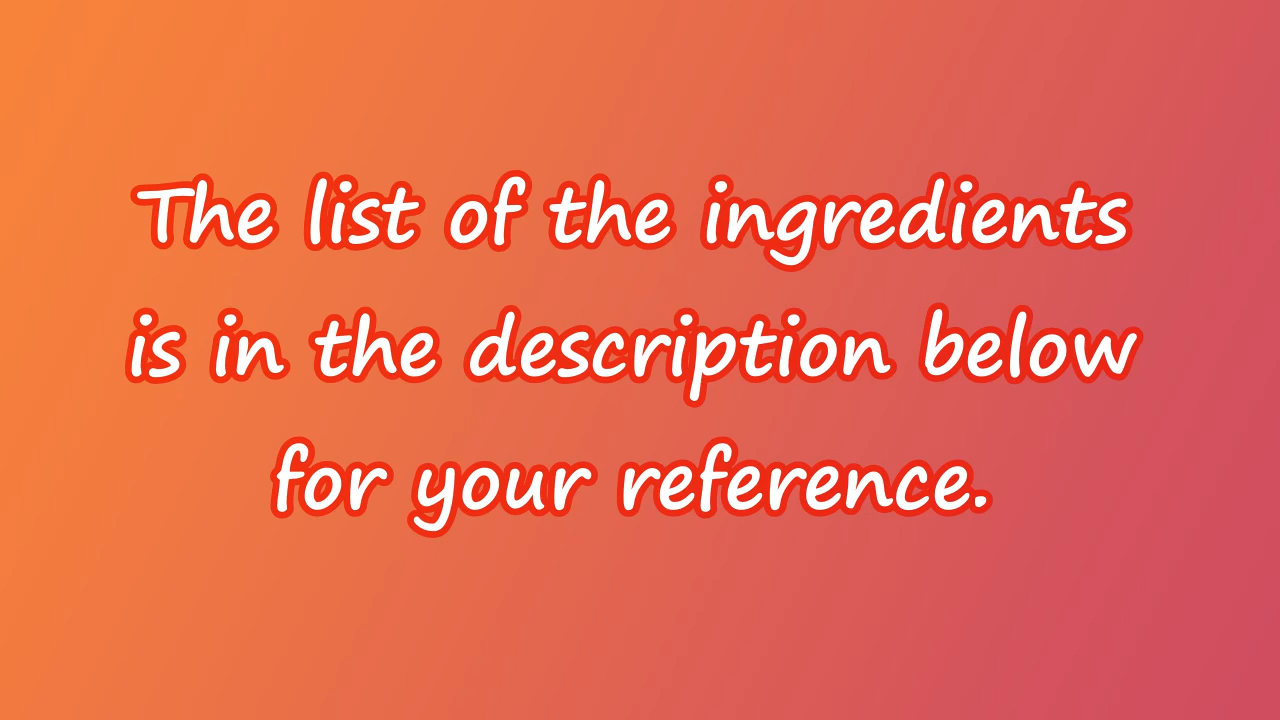 The list of the ingredients
is in the description below
for your reference.